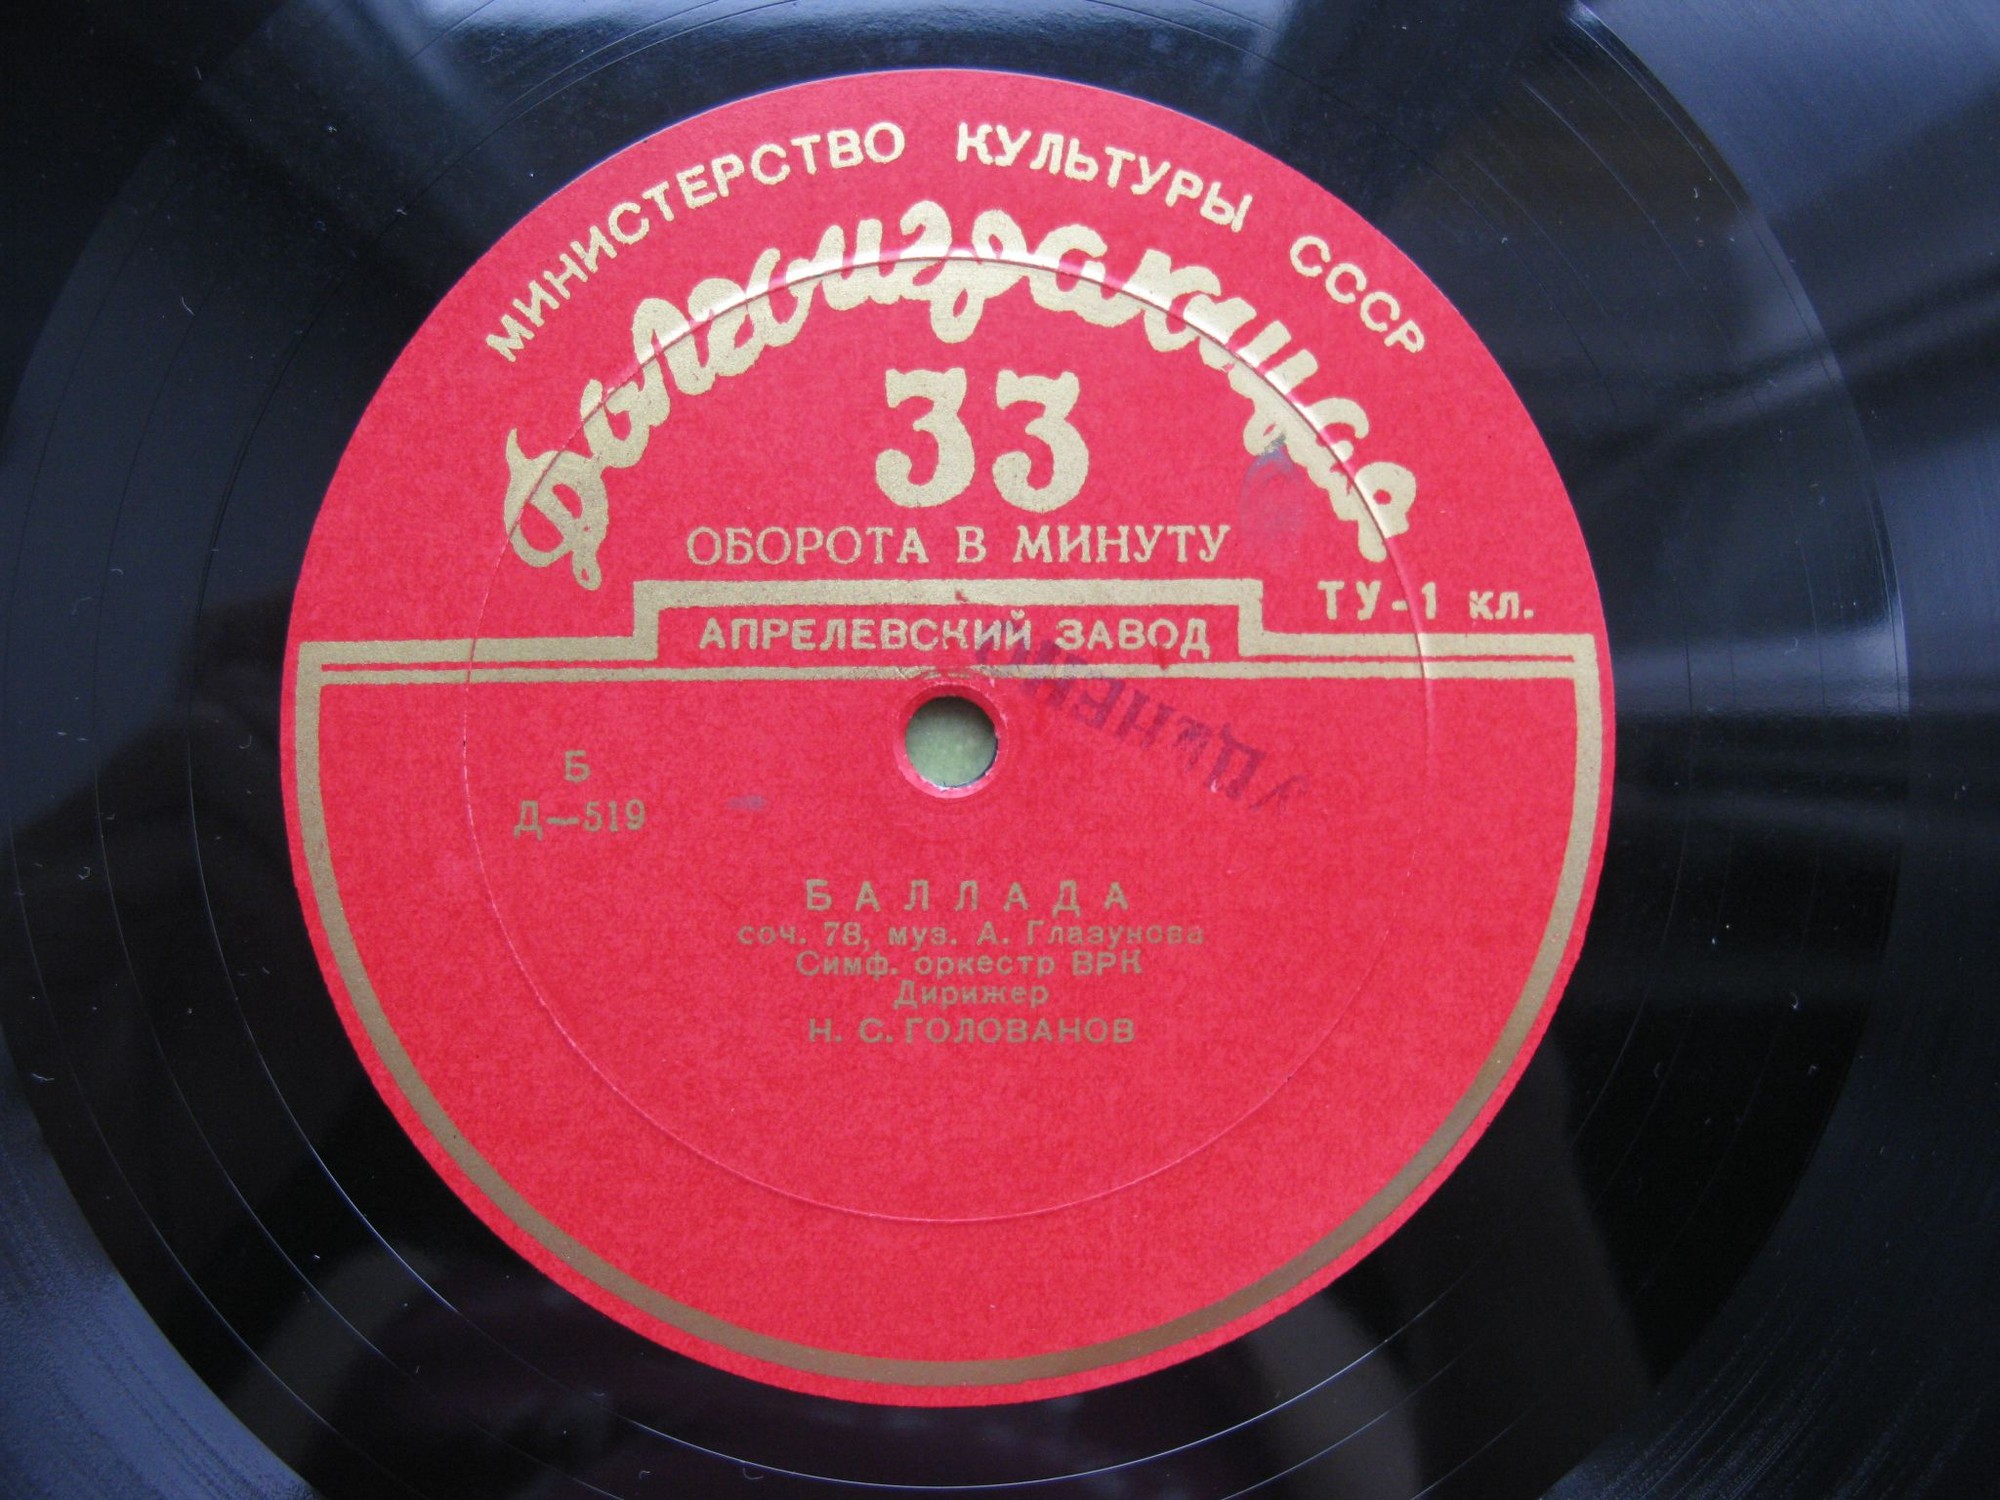 МИНИСТЕРСТВО КУЛЬТУРЫ СССР
Долгоиграющая
33
ОБОРОТА В МИНУТУ
ТУ-1 кл.
АПРЕЛЕВСКИЙ ЗАВОД
УЦЕНЕНО
Б
Д—519
БАЛЛАДА
соч. 78, муз. А. Глазунова
Симф. оркестр ВРК
Дирижер
Н. С. ГОЛОВАНОВ